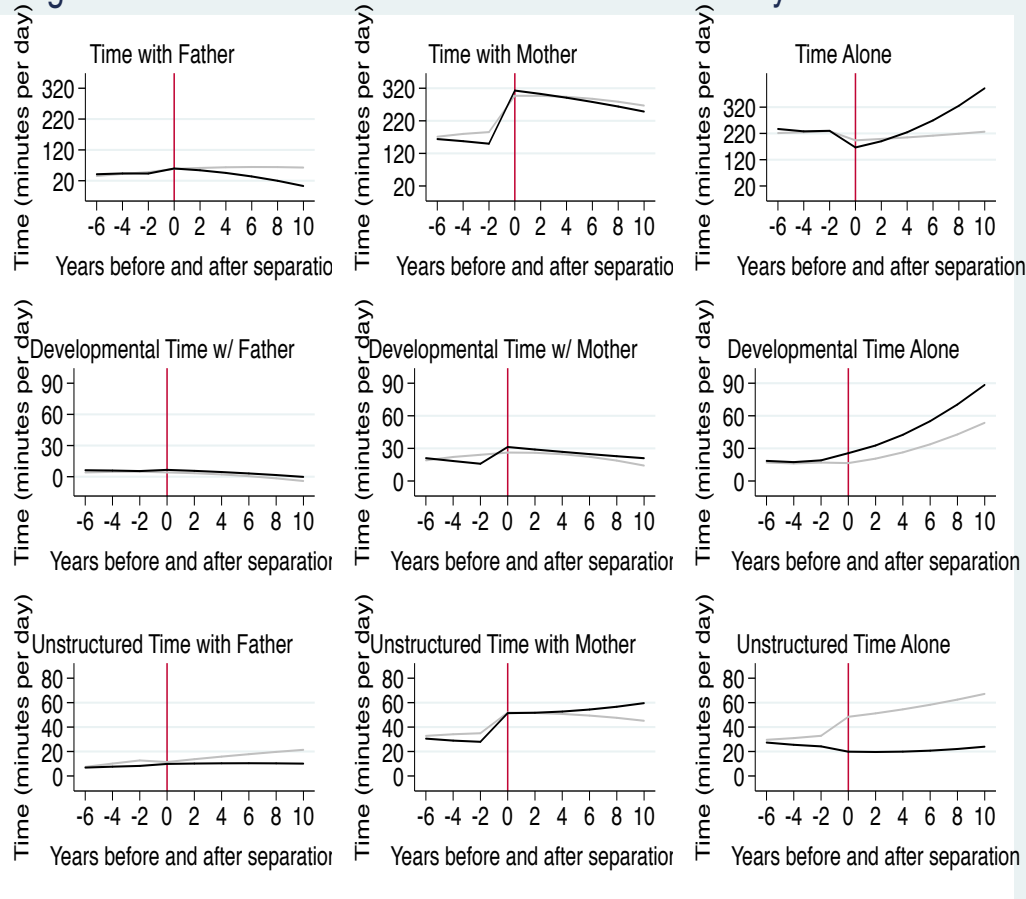 Time with Father
Time (minutes per day)
320
220
120
20
-6 -4 -2 0 2 4 6 8 10
Years before and after separatio
Time with Mother
Time (minutes per day)
320
220
120
20
-6 -4 -2 0 2 4 6 8 10
Years before and after separatio
Time Alone
Time (minutes per day)
320
220
120
20
-6 -4 -2 0 2 4 6 8 10
Years before and after separation
Developmental Time w/ Father
Time (minutes per day)
90
60
30
0
-6 -4 -2 0 2 4 6 8 10
Years before and after separation
Developmental Time w/ Mother
Time (minutes per day)
90
60
30
0
-6 -4 -2 0 2 4 6 8 10
Years before and after separation
Developmental Time Alone
Time (minutes per day)
90
60
30
0
-6 -4 -2 0 2 4 6 8 10
Years before and after separation
Unstructured Time with Father
Time (minutes per day)
80
60
40
20
0
-6 -4 -2 0 2 4 6 8 10
Years before and after separation
Unstructured Time with Mother
Time (minutes per day)
80
60
40
20
0
-6 -4 -2 0 2 4 6 8 10
Years before and after separation
Unstructured Time Alone
Time (minutes per day)
80
60
40
20
0
-6 -4 -2 0 2 4 6 8 10
Years before and after separation